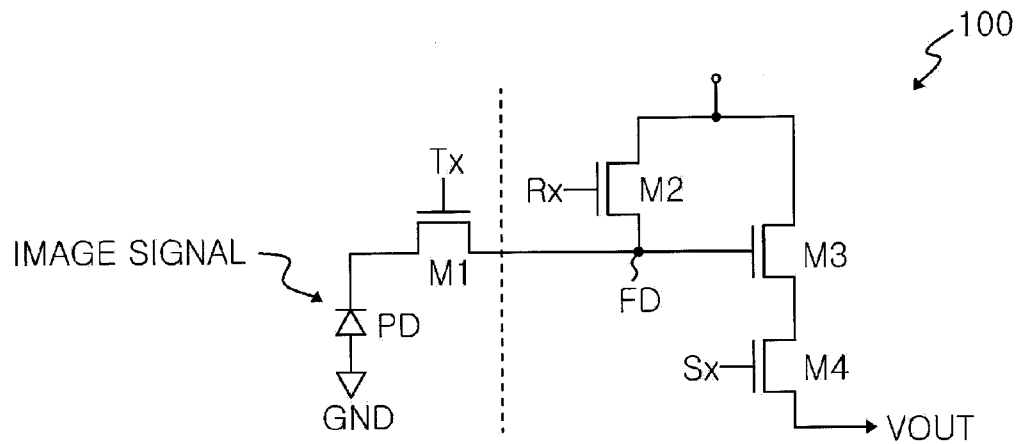 100
Tx
Rx
M2
IMAGE SIGNAL
M1
M3
FD
PD
Sx
M4
GND
VOUT